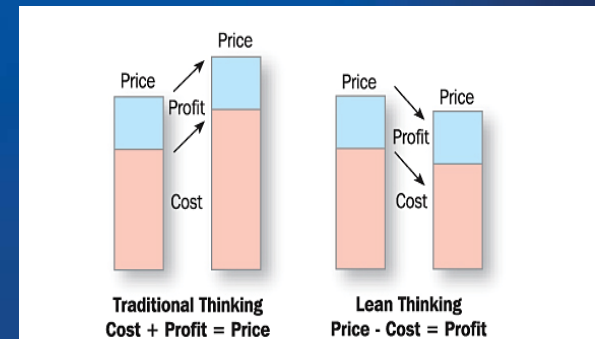 Price
Price
Profit
Cost
Traditional Thinking
Cost + Profit = Price
Price
Price
Profit
Cost
Lean Thinking
Price - Cost = Profit